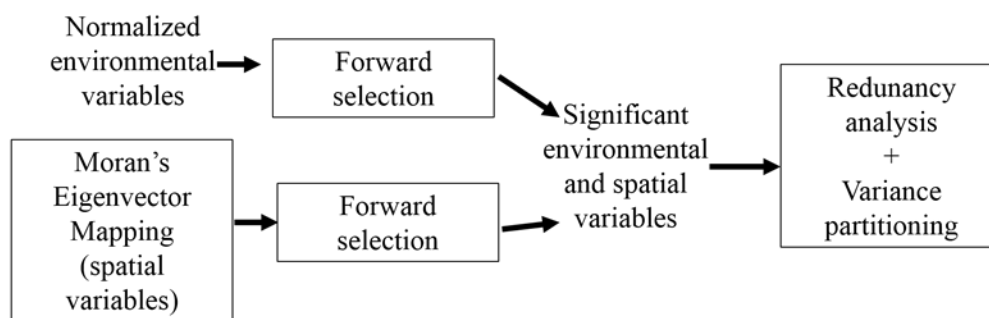 Normalized
environmental
variables
Forward
selection
Moran’s
Eigenvector
Mapping
(spatial
variables)
Forward
selection
Significant
environmental
and spatial
variables
Redunancy
analysis
+
Variance
partitioning